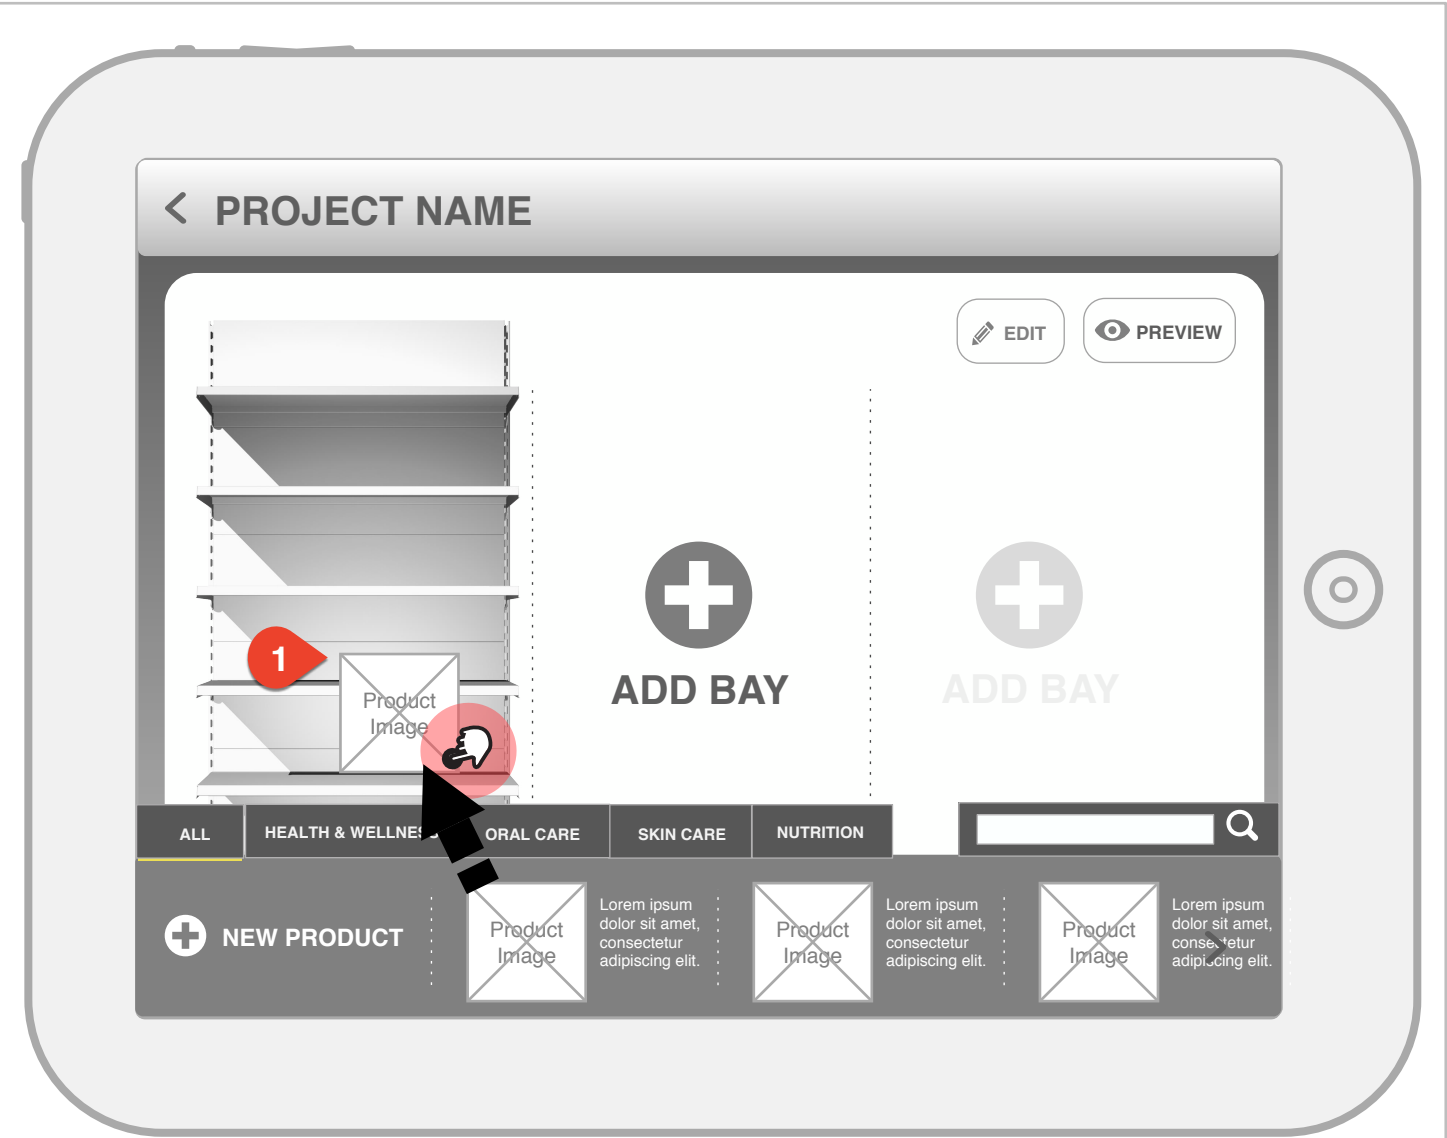 PROJECT NAME
EDIT
PREVIEW
1
Product
Image
ADD BAY
ADD BAY
ALL
HEALTH & WELLNESS
ORAL CARE
SKIN CARE
NUTRITION
NEW PRODUCT
Product
Image
Lorem ipsum
dolor sit amet,
consectetur
adipiscing elit.
Product
Image
Lorem ipsum
dolor sit amet,
consectetur
adipiscing elit.
Product
Image
Lorem ipsum
dolor sit amet,
consectetur
adipiscing elit.